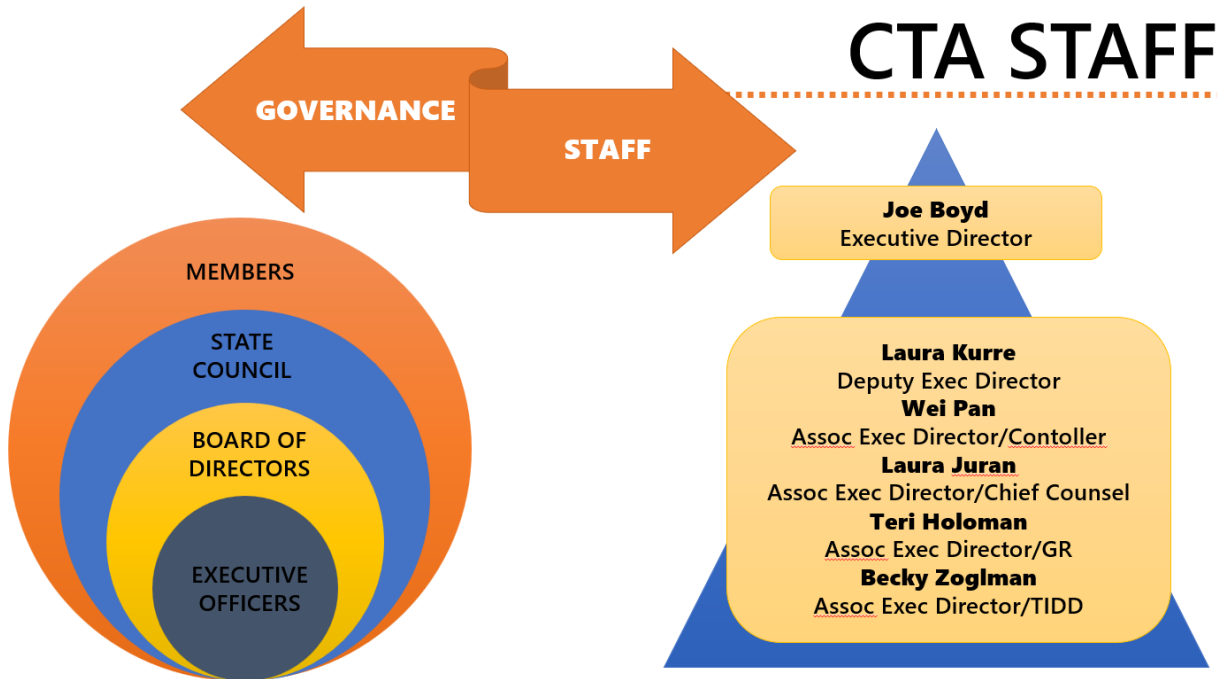 CTA STAFF
GOVERNANCE
STAFF
MEMBERS
STATE
COUNCIL
BOARD OF
DIRECTORS
EXECUTIVE
OFFICERS
Joe Boyd
Executive Director
Laura Kurre
Deputy Exec Director
Wei Pan
Assoc Exec Director/Contoller
Laura Juran
Assoc Exec Director/Chief Counsel
Teri Holoman
Assoc Exec Director/GR
Becky Zoglman
Assoc Exec Director/TIDD